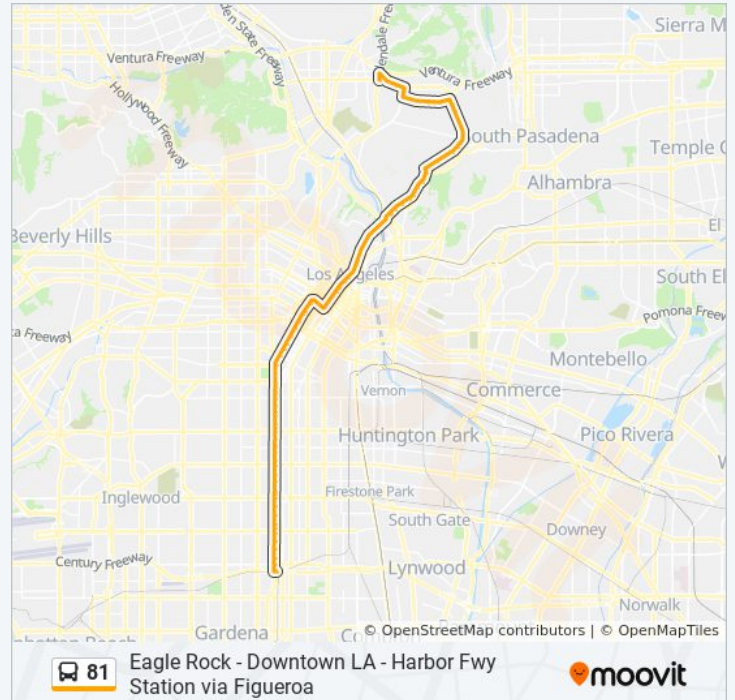 Sierra M
Ventura Freeway
Ventura Freeway
Hollywood Freeway
South Pasadena
Temple C
Alhambra
Beverly Hills
El
Los Angeles
South El
Pomona Freew
ta Freeway
Montebello
Vernon
Commerce
Huntington Park
Pico Rivera
Inglewood
Firestone Park
South Gate
Downey
Century Freeway
Lynwood
Norwalk
Gardena
© OpenStreetMap contributors | © OpenMapTiles
81
Eagle Rock - Downtown LA - Harbor Fwy
Station via Figueroa
moovit